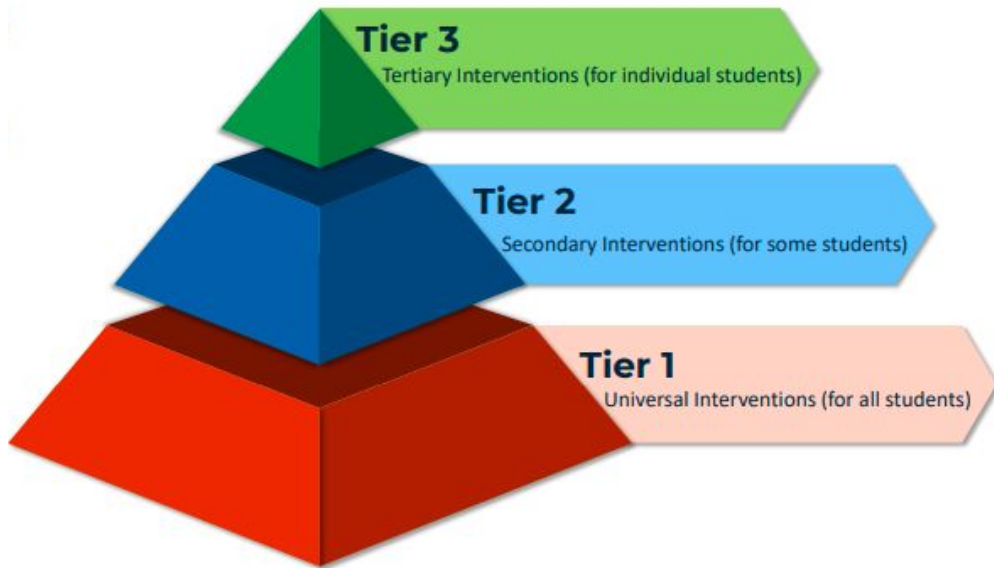 Tier 3
Tertiary Interventions (for individual students)
Tier 2
Secondary Interventions (for some students)
Tier 1
Universal Interventions (for all students)